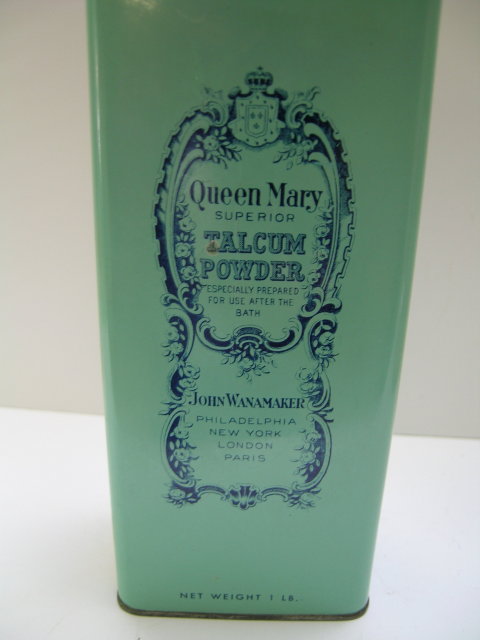 Queen Mary
SUPERIOR
TALCUM
POWDER
ESPECIALLY PREPARED
FOR USE AFTER THE
BATH
JOHN WANAMAKER
PHILADELPHIA
NEW YORK
LONDON
PARIS
NET WEIGHT 1 LB.